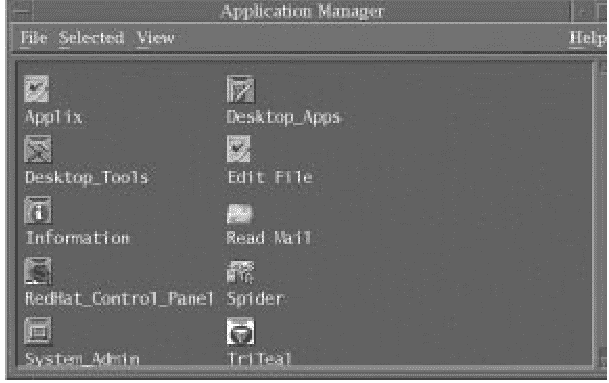 Application Manager
File Selected View Help
Applix Desktop_Apps
Desktop_Tools Edit File
Information Read Mail
RedHat_Control_Panel Spider
System_Admin TriTeal